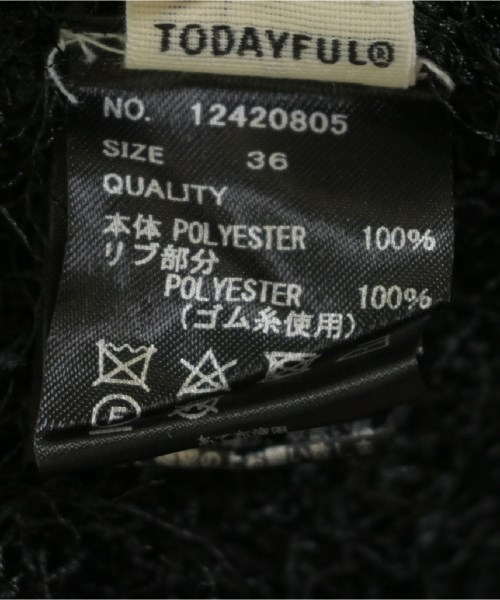 TODAYFUL®
NO. 12420805
SIZE 36
QUALITY
本体 POLYESTER 100%
リブ部分
POLYESTER 100%
(ゴム糸使用)
F